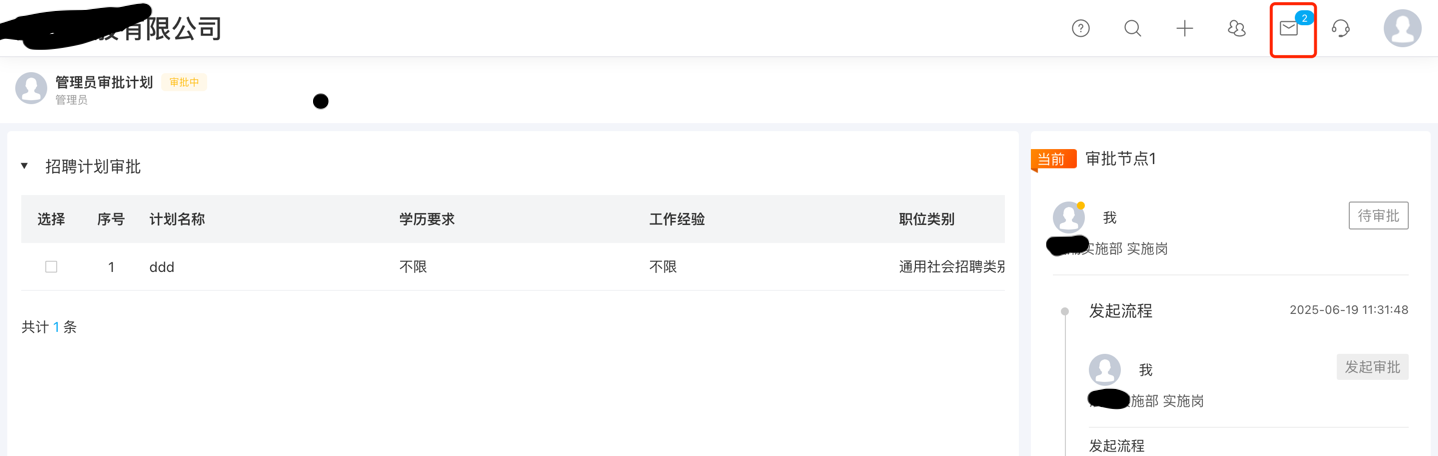 有限公司
2
管理员审批计划 审批中
管理员
招聘计划审批
选择 序号 计划名称 学历要求 工作经验 职位类别
1 ddd 不限 不限 通用社会招聘类别
共计 1 条
当前 审批节点1
我 待审批
实施部 实施岗
发起流程 2025-06-19 11:31:48
我 发起审批
施部 实施岗
发起流程